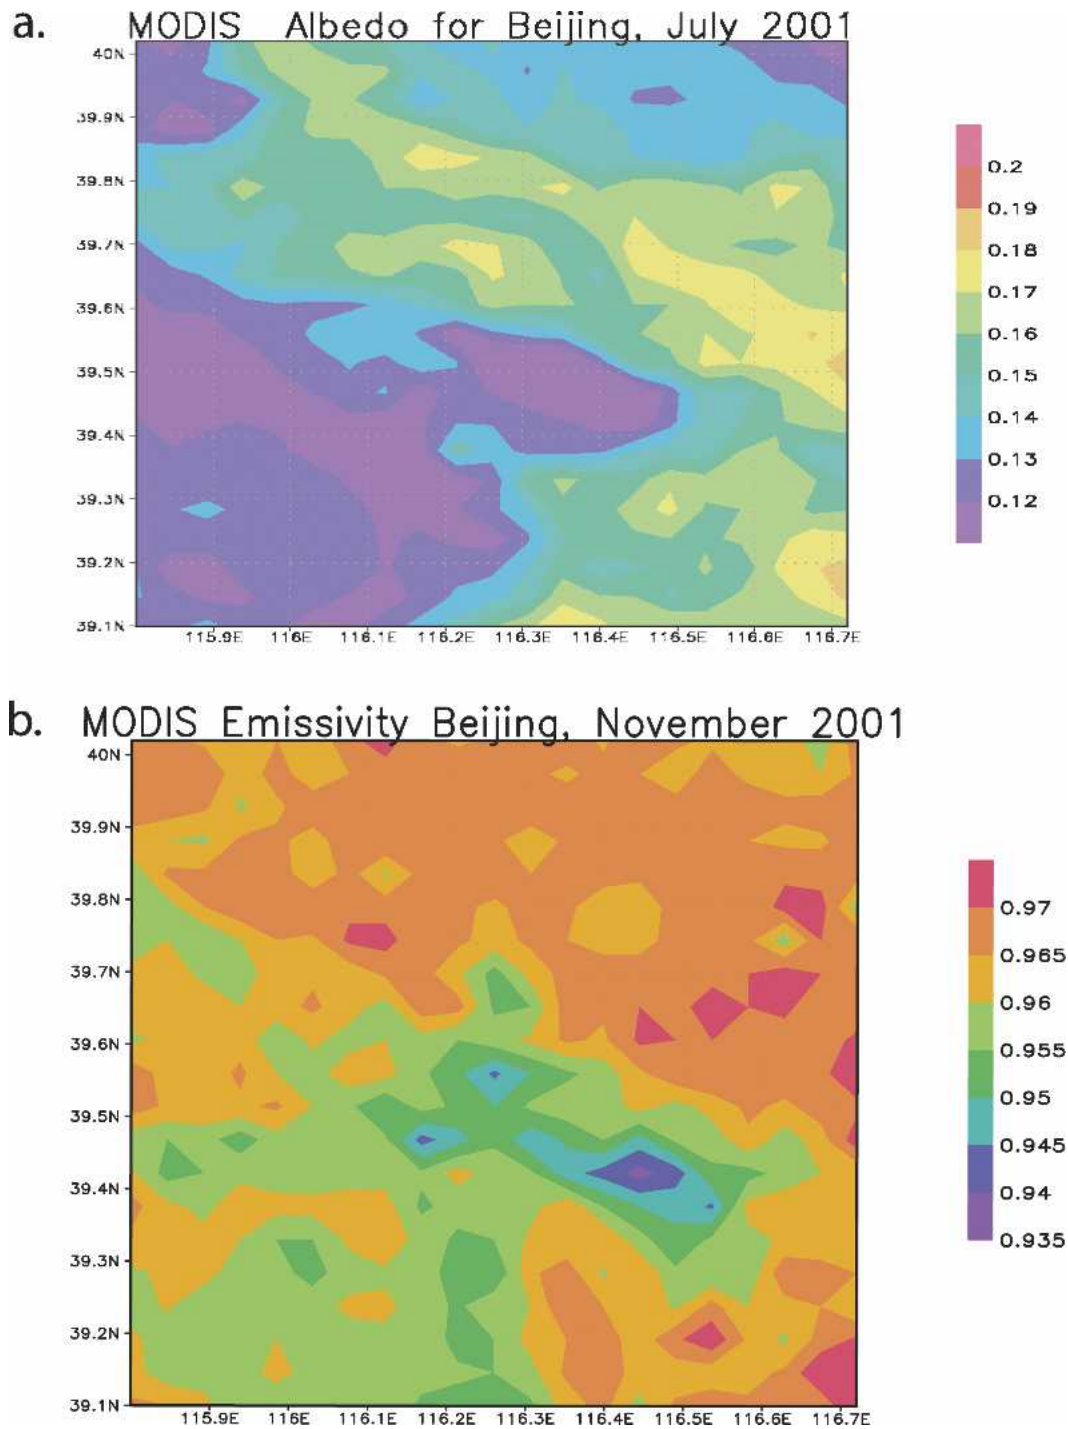 a.
MODIS Albedo for Beijing, July 2001
40N
39.9N
39.8N
39.7N
39.6N
39.5N
39.4N
39.3N
39.2N
39.1N
115.9E 116E 116.1E 116.2E 116.3E 116.4E 116.5E 116.6E 116.7E
0.2
0.19
0.18
0.17
0.16
0.15
0.14
0.13
0.12
b.
MODIS Emissivity Beijing, November 2001
40N
39.9N
39.8N
39.7N
39.6N
39.5N
39.4N
39.3N
39.2N
39.1N
115.9E 116E 116.1E 116.2E 116.3E 116.4E 116.5E 116.6E 116.7E
0.97
0.965
0.96
0.955
0.95
0.945
0.94
0.935